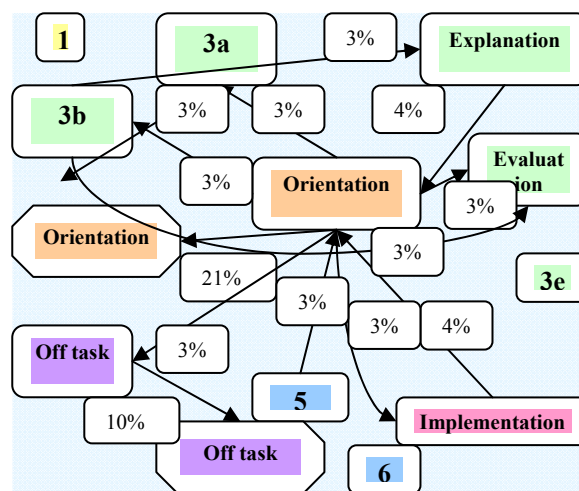 1
3a
3%
Explanation
3b
3%
3%
4%
3%
Orientation
Evaluat
ion
3%
Orientation
3%
21%
3e
3%
3%
4%
Off task
3%
5
10%
Implementation
Off task
6